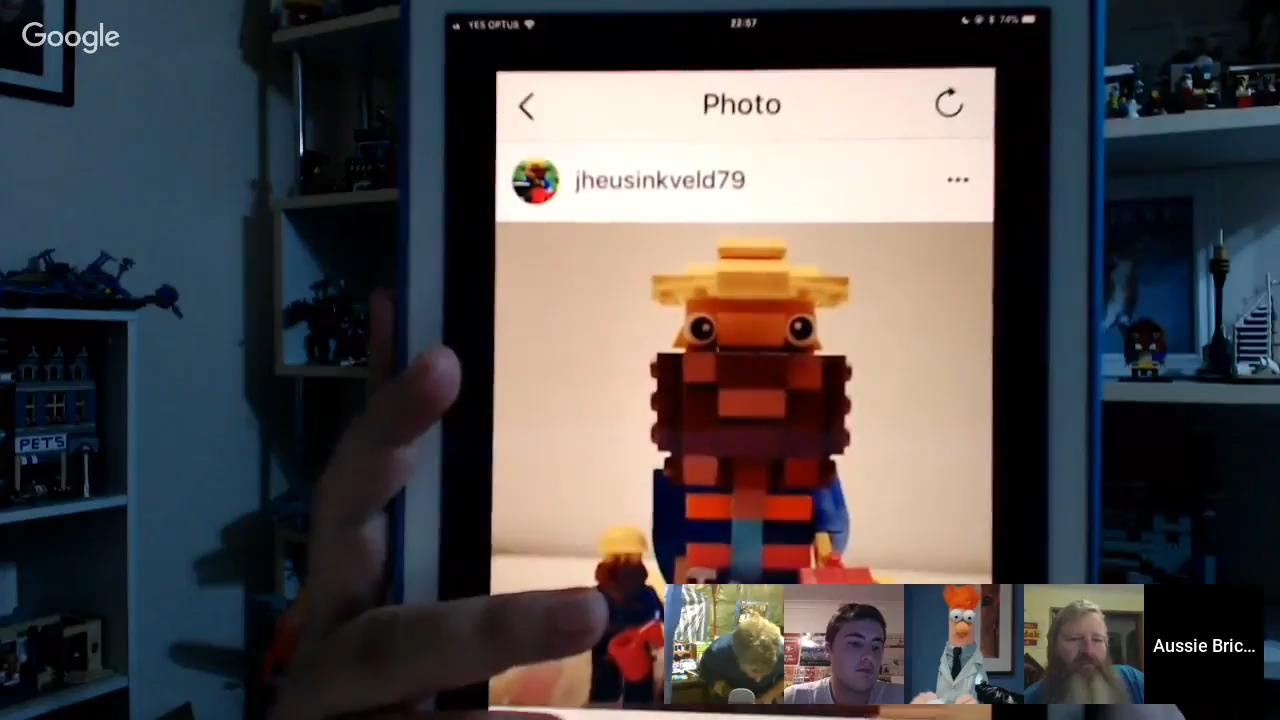 Google
YES OPTUS
22:57
74%
Photo
jheusinkveld79
PETS
Aussie Bric...